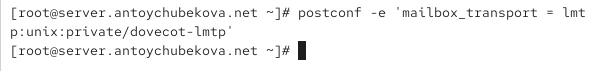 [root@server.antoychubekova.net ~]# postconf -e 'mailbox_transport = lmt
p:unix:private/dovecot-lmtp'
[root@server.antoychubekova.net ~]#